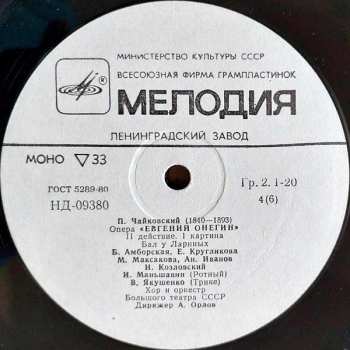 МИНИСТЕРСТВО КУЛЬТУРЫ СССР
ВСЕСОЮЗНАЯ ФИРМА ГРАМПЛАСТИНОК
МЕЛОДИЯ
ЛЕНИНГРАДСКИЙ ЗАВОД
МОНО ▽ 33
ГОСТ 5289-80
НД-09380
Гр. 2. 1-20
4(6)
П. Чайковский (1840—1893)
Опера «ЕВГЕНИЙ ОНЕГИН»
II действие. 1 картина
Бал у Лариных
Б. Амборская, Е. Кругликова
М. Максакова, Ан. Иванов
И. Козловский
И. Маньшавин (Ротный)
В. Якушенко (Трике)
Хор и оркестр
Большого театра СССР
Дирижер А. Орлов